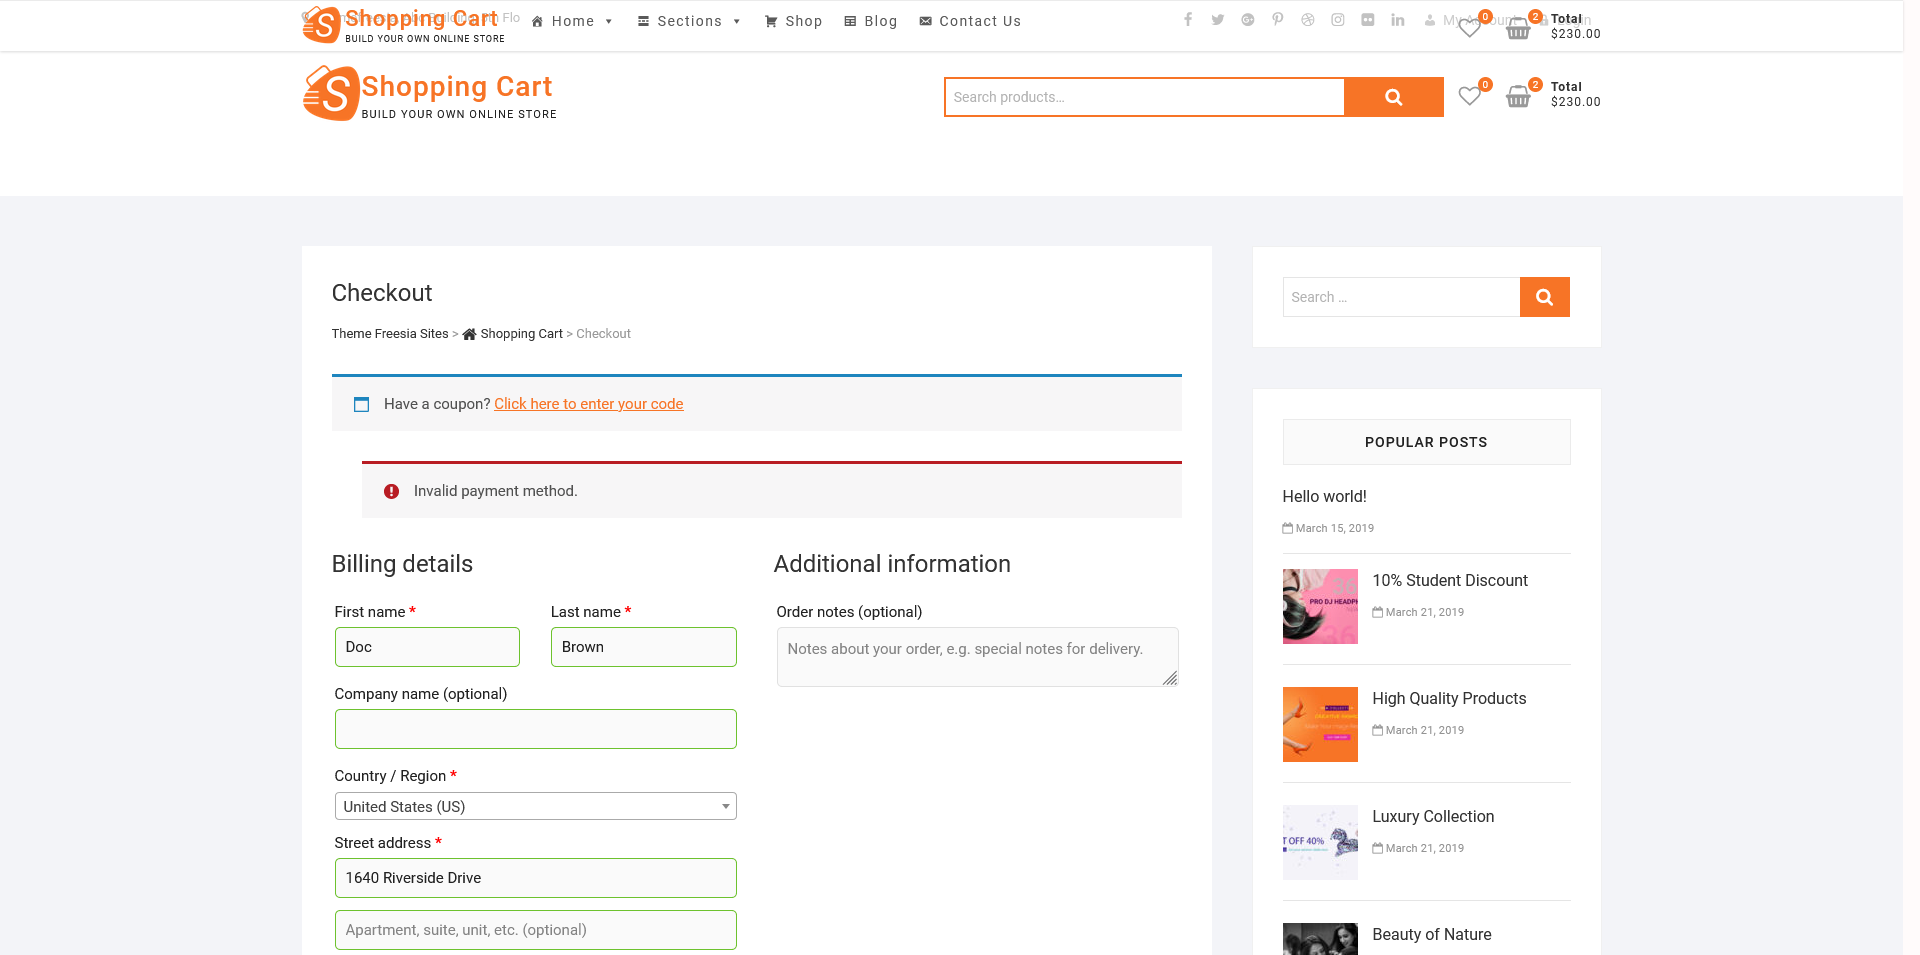 Shopping Cart
BUILD YOUR OWN ONLINE STORE
Home
Sections
Shop
Blog
Contact Us
0
2
Total
$230.00
Shopping Cart
BUILD YOUR OWN ONLINE STORE
Search products…
0
2
Total
$230.00
Checkout
Theme Freesia Sites > Shopping Cart > Checkout
Have a coupon? Click here to enter your code
Invalid payment method.
Billing details
First name *
Last name *
Doc
Brown
Company name (optional)
Country / Region *
United States (US)
Street address *
1640 Riverside Drive
Apartment, suite, unit, etc. (optional)
Additional information
Order notes (optional)
Notes about your order, e.g. special notes for delivery.
Search …
POPULAR POSTS
Hello world!
March 15, 2019
PRO DJ HEADPH
10% Student Discount
March 21, 2019
High Quality Products
March 21, 2019
T OFF 40%
Luxury Collection
March 21, 2019
Beauty of Nature